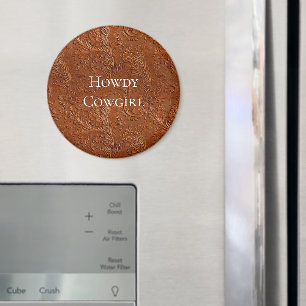 Howdy
Cowgirl
Chill
Boost
+
-
Reset
Air Filters
Reset
Water Filter
Cube Crush